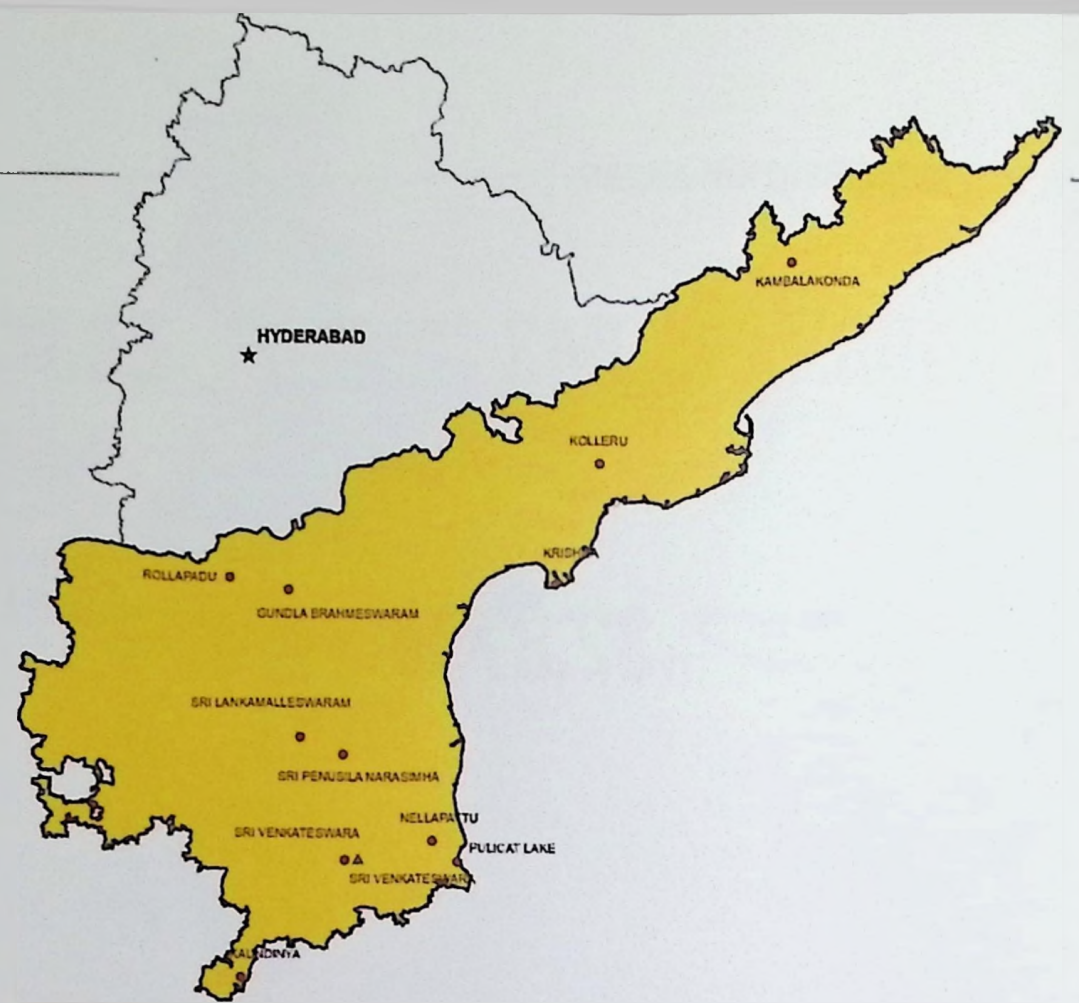 KAMBALAKONDA
HYDERABAD
KOLLERU
KRISHNA
ROLLAPADU
GUNDLA BRAHMESWARAM
SRI LANKAMALLESWARAM
SRI PENUSILA NARASIMHA
NELLAPATTU
SRI VENKATESWARA
PULICAT LAKE
SRI VENKATESWARA
KAUNDINYA